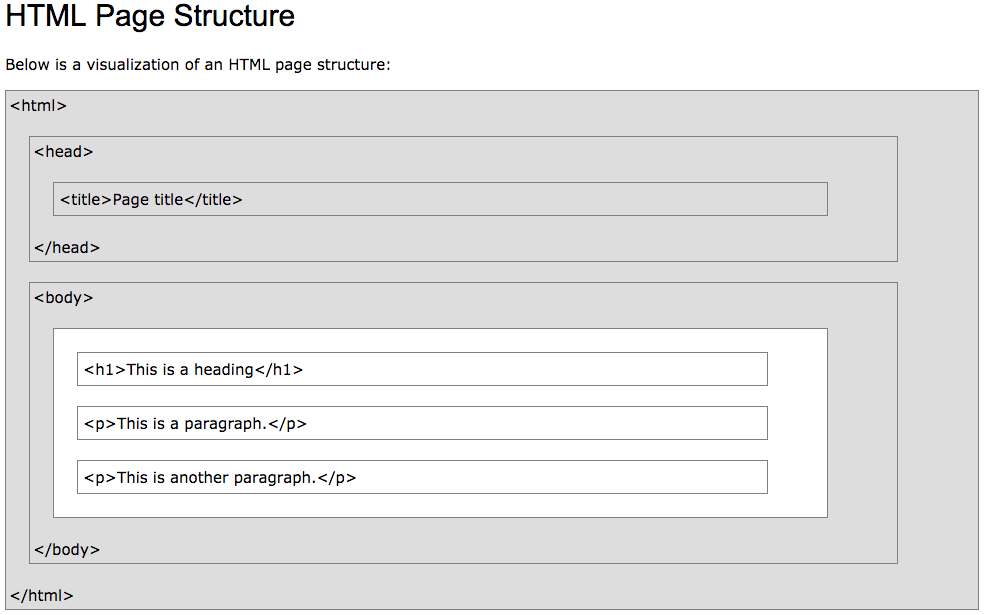 HTML Page Structure
Below is a visualization of an HTML page structure:
<html>
<head>
<title>Page title</title>
</head>
<body>
<h1>This is a heading</h1>
<p>This is a paragraph.</p>
<p>This is another paragraph.</p>
</body>
</html>